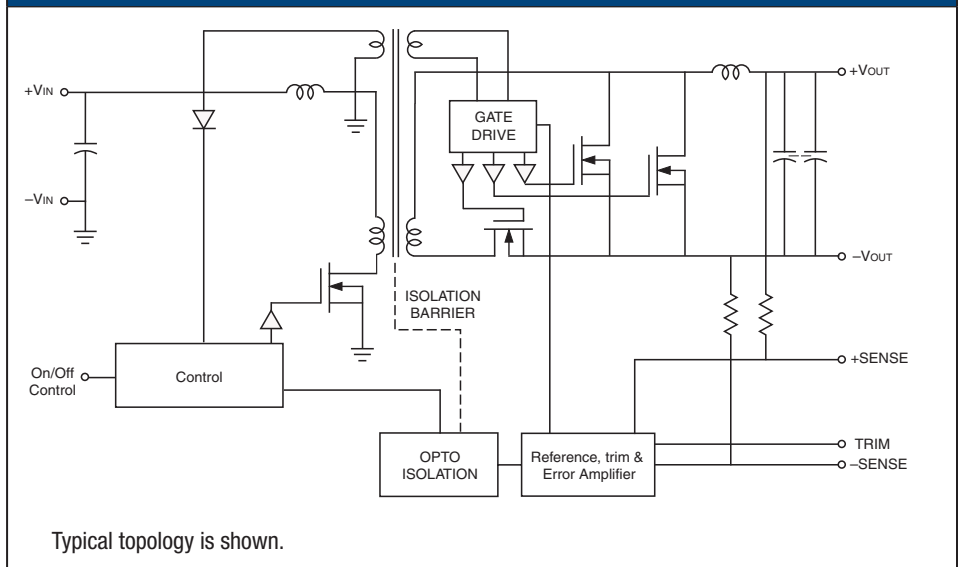 +VIN
–VIN
GATE
DRIVE
+VOUT
–VOUT
ISOLATION
BARRIER
On/Off
Control
Control
+SENSE
OPTO
ISOLATION
Reference, trim &
Error Amplifier
TRIM
–SENSE
Typical topology is shown.